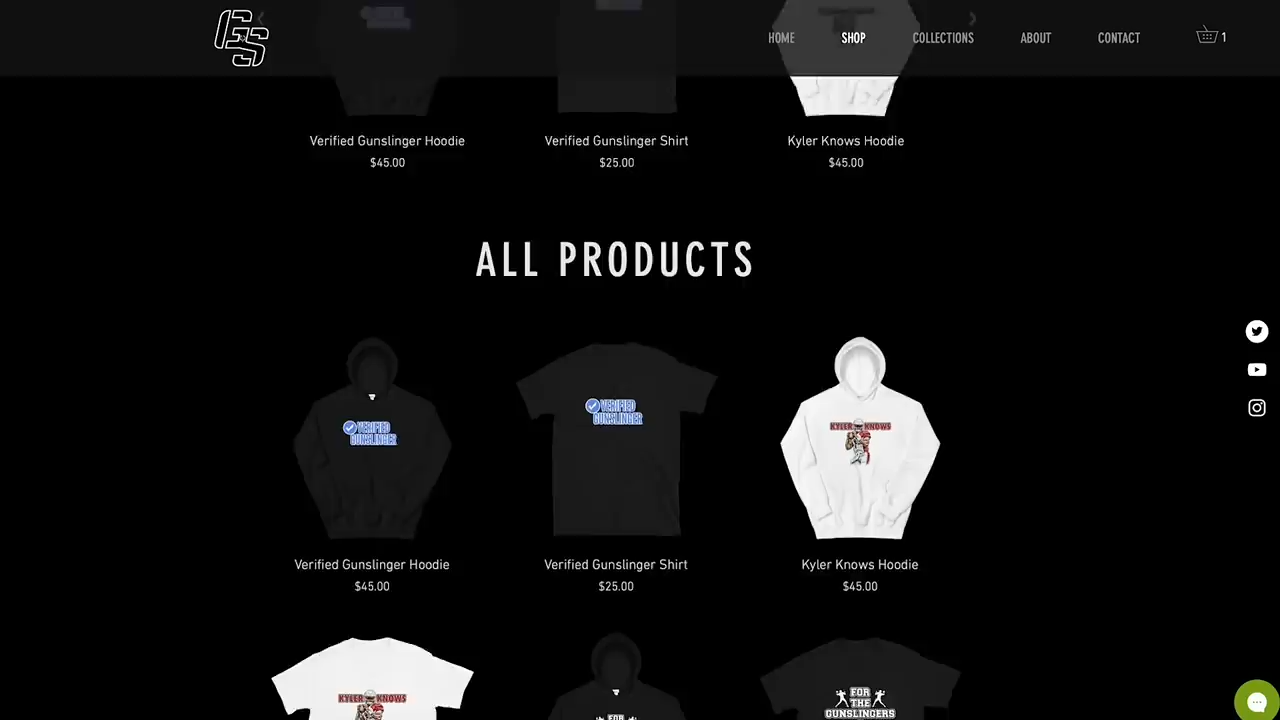 GS
HOME
SHOP
COLLECTIONS
ABOUT
CONTACT
1
Verified Gunslinger Hoodie
$45.00
Verified Gunslinger Shirt
$25.00
Kyler Knows Hoodie
$45.00
ALL PRODUCTS
VERIFIED
GUNSLINGER
VERIFIED
GUNSLINGER
KYLER KNOWS
Verified Gunslinger Hoodie
$45.00
Verified Gunslinger Shirt
$25.00
Kyler Knows Hoodie
$45.00
KYLER KNOWS
FOR
FOR
THE
GUNSLINGERS